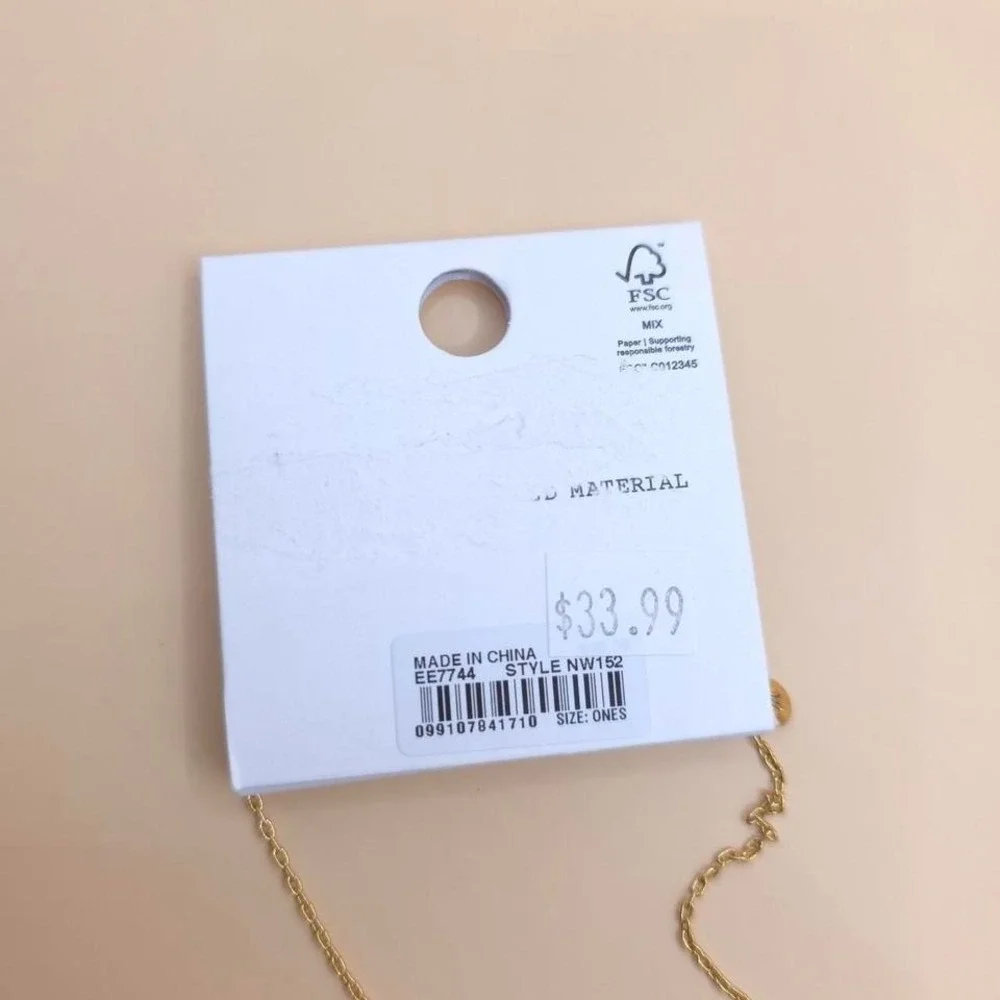 FSC
www.fsc.org
MIX
Paper | Supporting
responsible forestry
C012345
MATERIAL
$33.99
MADE IN CHINA
EE7744 STYLE NW152
099107841710 SIZE: ONES